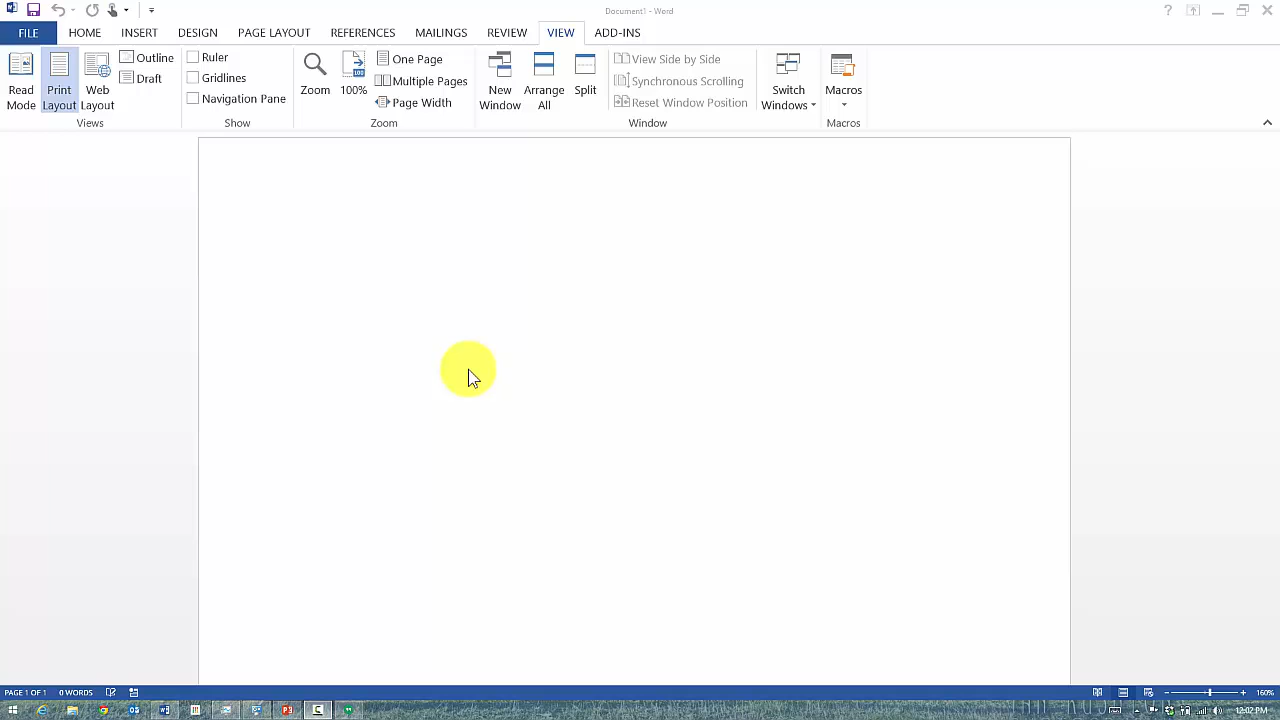 Document1 - Word
FILE HOME INSERT DESIGN PAGE LAYOUT REFERENCES MAILINGS REVIEW VIEW ADD-INS
Read Mode
Print Layout
Web Layout
Outline
Draft
Views
Ruler
Gridlines
Navigation Pane
Show
Zoom
100%
One Page
Multiple Pages
Page Width
Zoom
New Window
Arrange All
Split
View Side by Side
Synchronous Scrolling
Reset Window Position
Switch Windows
Window
Macros
Macros
PAGE 1 OF 1 0 WORDS 160%
12:02 PM